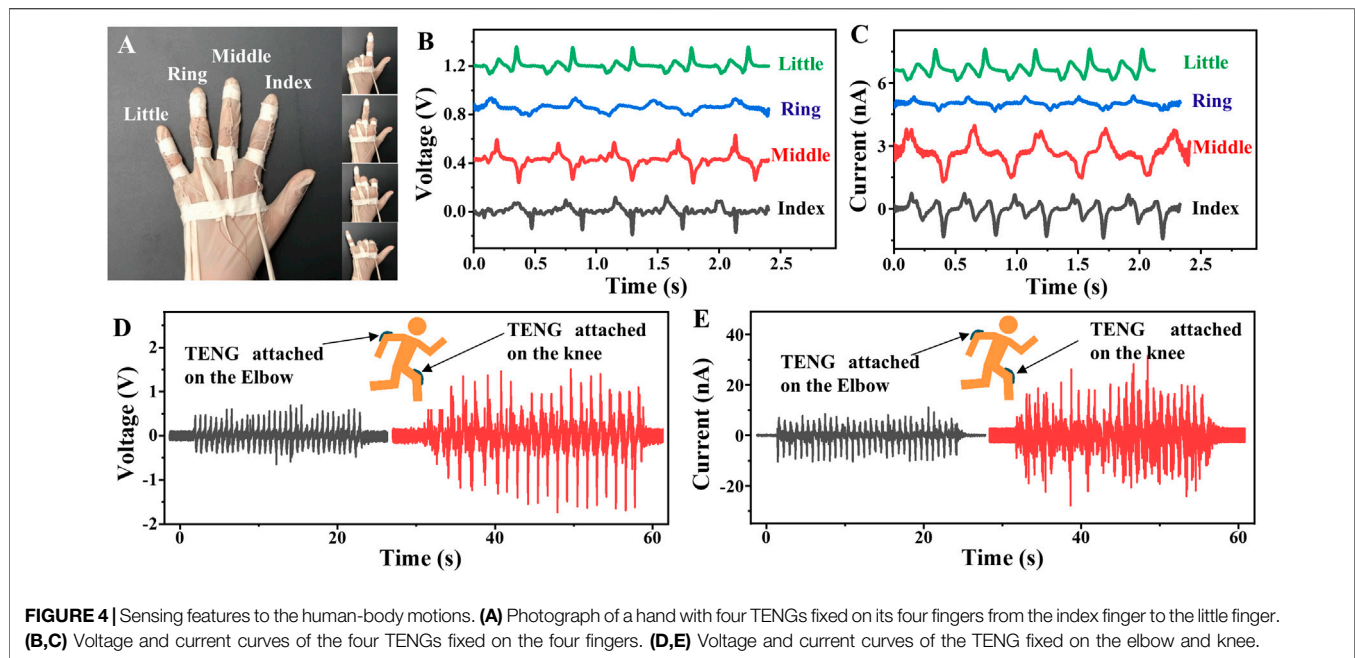 A
Middle
Ring
Index
Little
B
Voltage (V)
1.2
0.8
0.4
0.0
Little
Ring
Middle
Index
0.0 0.5 1.0 1.5 2.0 2.5
Time (s)
C
Current (nA)
6
3
0
Little
Ring
Middle
Index
0.0 0.5 1.0 1.5 2.0 2.5
Time (s)
D
Voltage (V)
2
1
0
-1
-2
TENG attached
on the Elbow
TENG attached
on the knee
0 20 40 60
Time (s)
E
Current (nA)
40
20
0
-20
TENG attached
on the Elbow
TENG attached
on the knee
0 20 40 60
Time (s)
FIGURE 4 | Sensing features to the human-body motions. (A) Photograph of a hand with four TENGs fixed on its four fingers from the index finger to the little finger.
(B,C) Voltage and current curves of the four TENGs fixed on the four fingers. (D,E) Voltage and current curves of the TENG fixed on the elbow and knee.